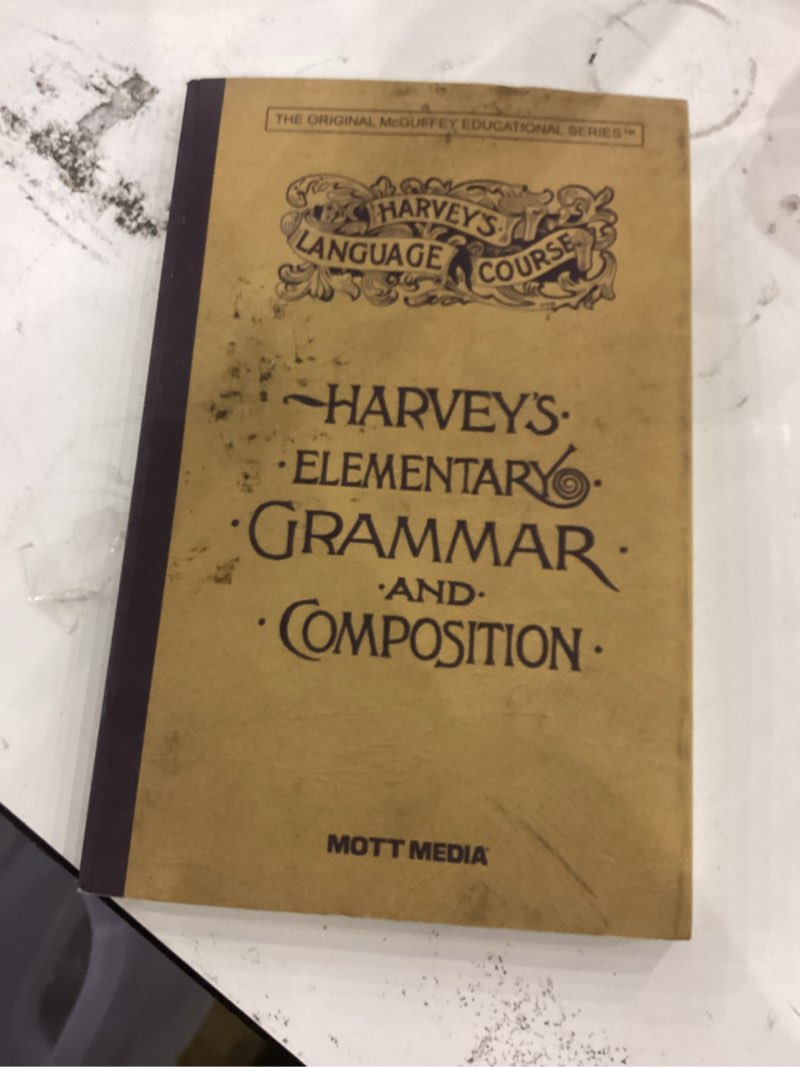 THE ORIGINAL McGUFFEY EDUCATIONAL SERIES™
HARVEY'S
LANGUAGE COURSE
HARVEY'S
ELEMENTARY
GRAMMAR
AND
COMPOSITION
MOTT MEDIA